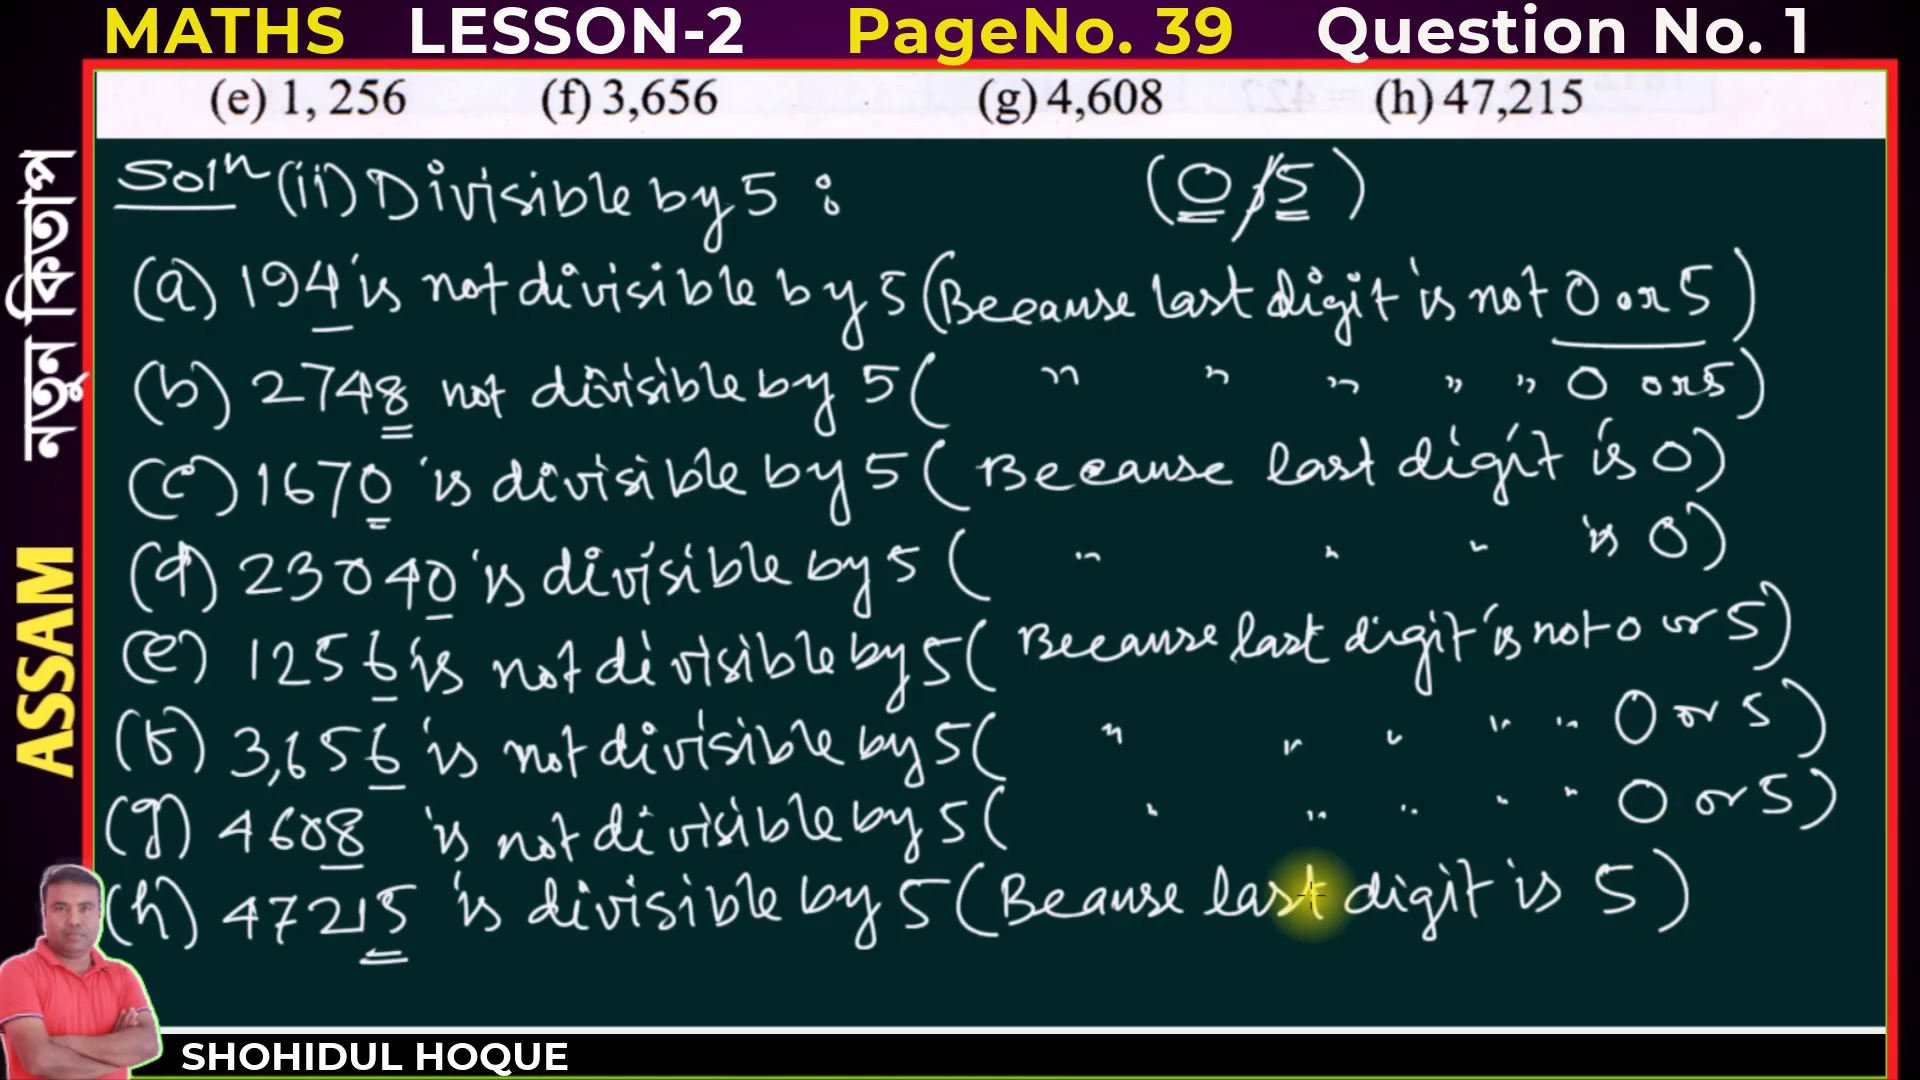 MATHS LESSON-2 PageNo. 39 Question No. 1
(e) 1, 256 (f) 3,656 (g) 4,608 (h) 47,215
Solⁿ (ii) Divisible by 5 : (0/5)
(a) 194 is not divisible by 5 (Because last digit is not 0 or 5)
(b) 2748 not divisible by 5 ( " " " " " 0 or 5)
(c) 1670 is divisible by 5 ( Because last digit is 0)
(d) 23040 is divisible by 5 ( " " " is 0)
(e) 1256 is not divisible by 5 ( Because last digit is not 0 or 5)
(f) 3,656 is not divisible by 5 ( " " " " " 0 or 5)
(g) 4608 is not divisible by 5 ( " " " " " 0 or 5)
(h) 47215 is divisible by 5 (Beause last digit is 5)
নতুন কিতাপ
ASSAM
SHOHIDUL HOQUE